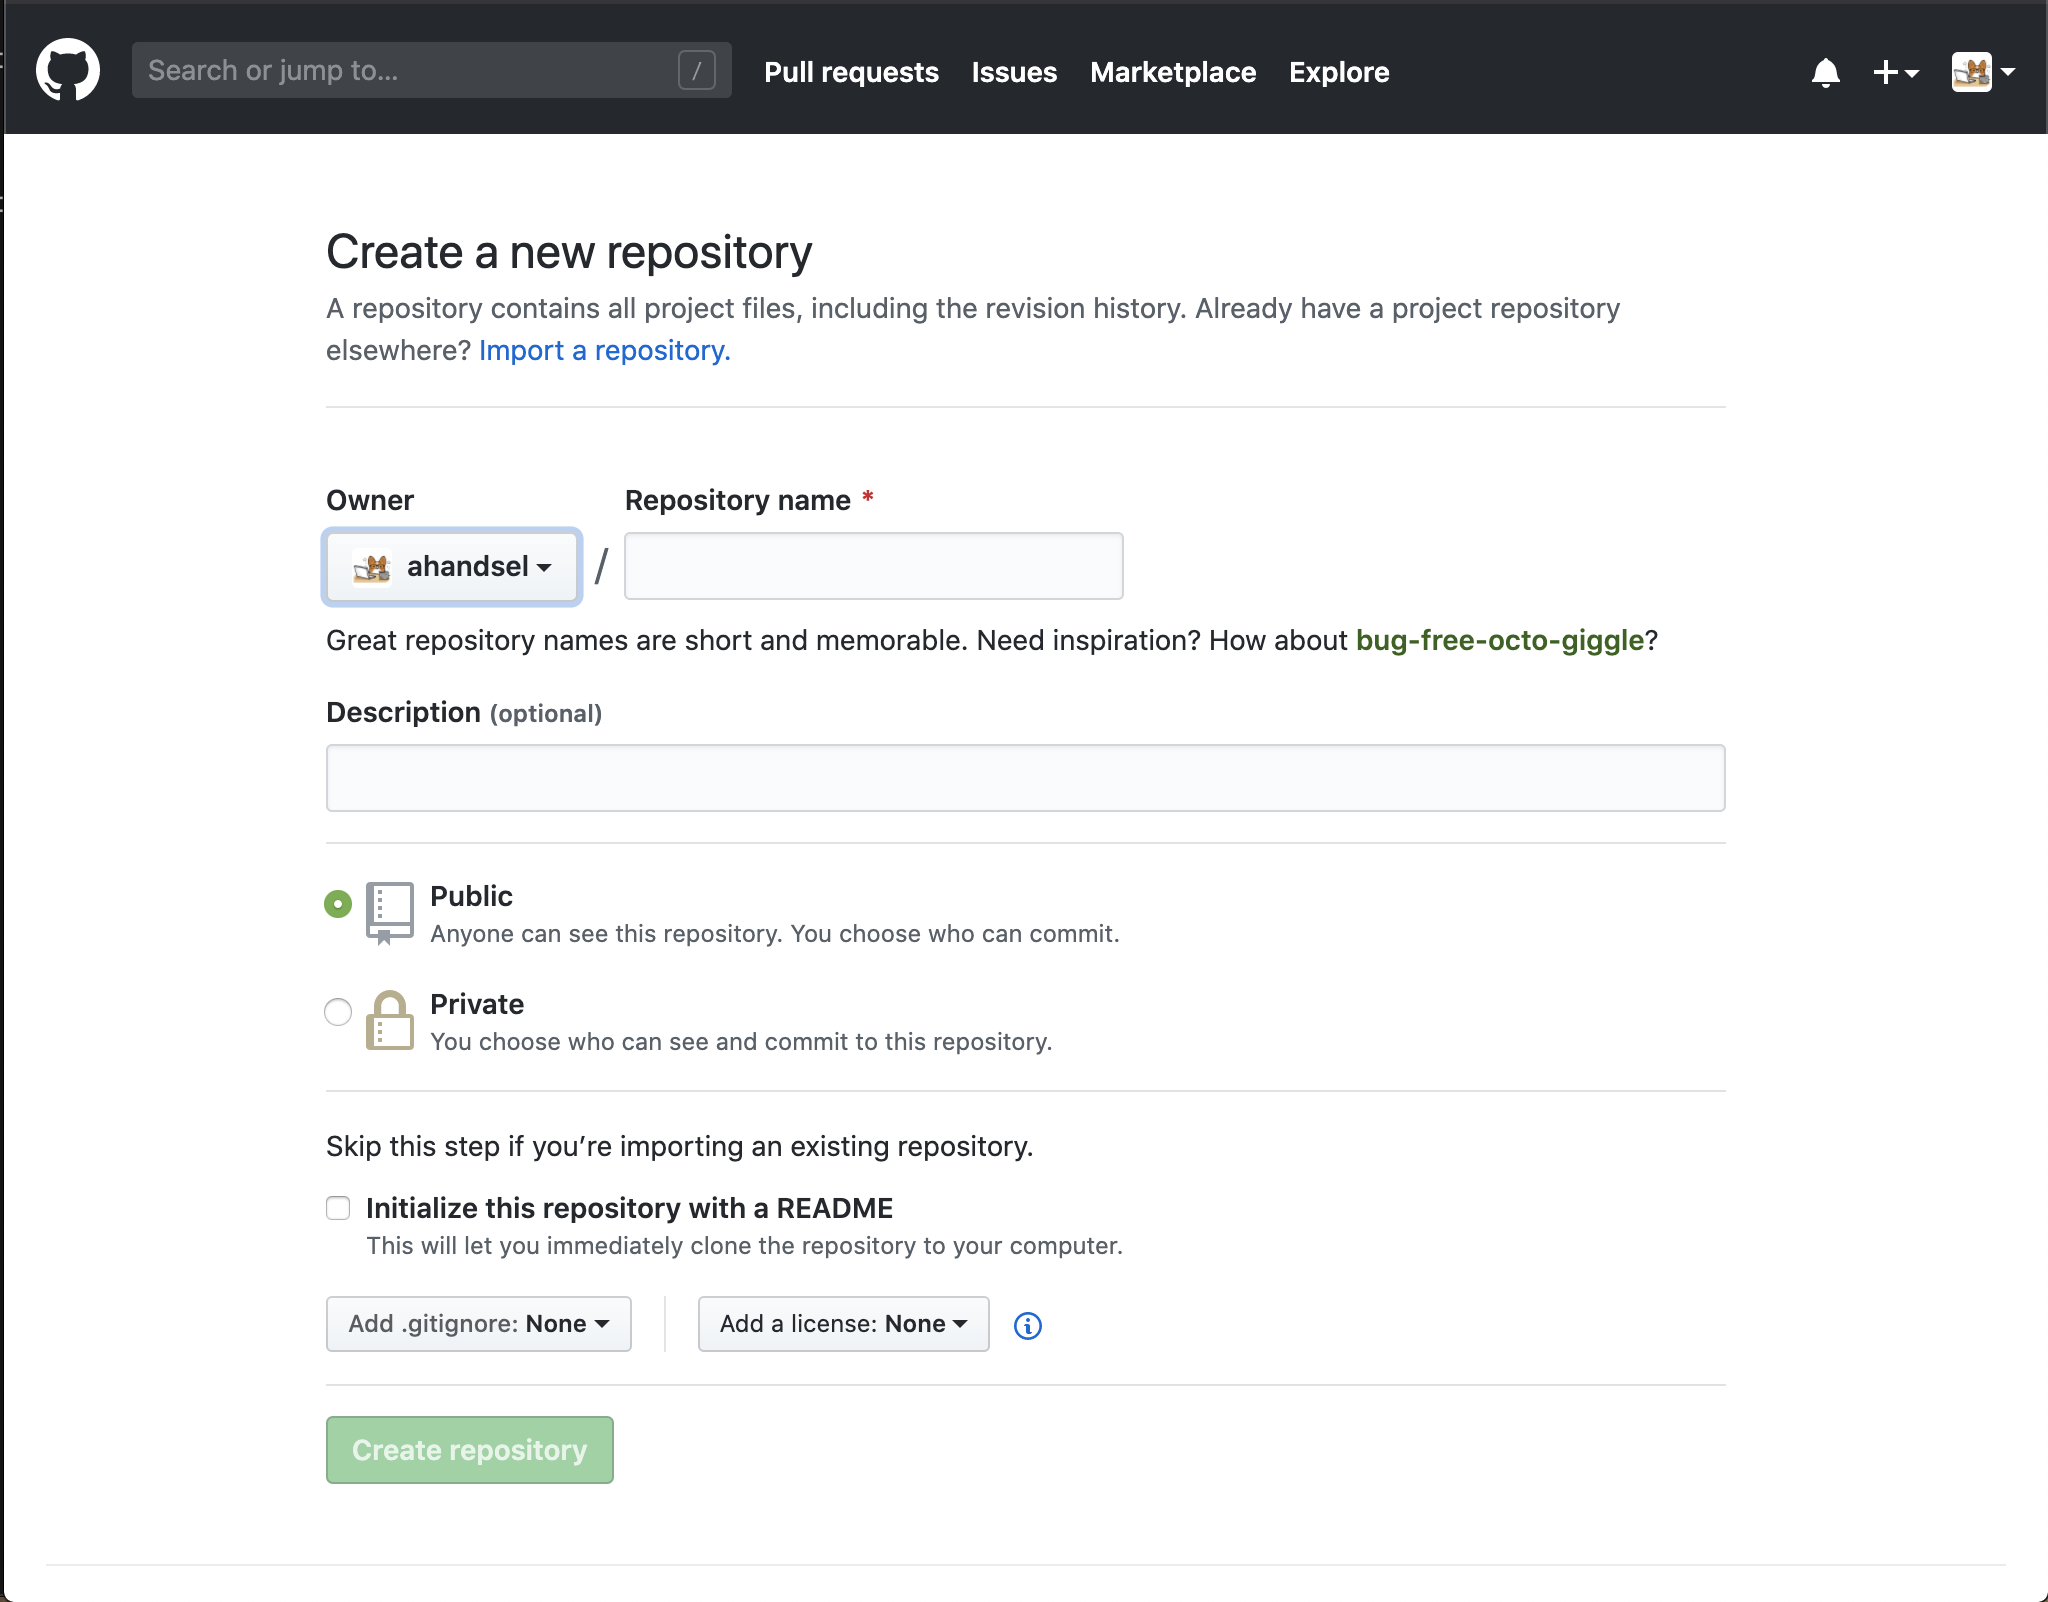 Search or jump to... /
Pull requests Issues Marketplace Explore
Create a new repository
A repository contains all project files, including the revision history. Already have a project repository
elsewhere? Import a repository.
Owner Repository name *
ahandsel /
Great repository names are short and memorable. Need inspiration? How about bug-free-octo-giggle?
Description (optional)
Public
Anyone can see this repository. You choose who can commit.
Private
You choose who can see and commit to this repository.
Skip this step if you’re importing an existing repository.
Initialize this repository with a README
This will let you immediately clone the repository to your computer.
Add .gitignore: None Add a license: None
Create repository